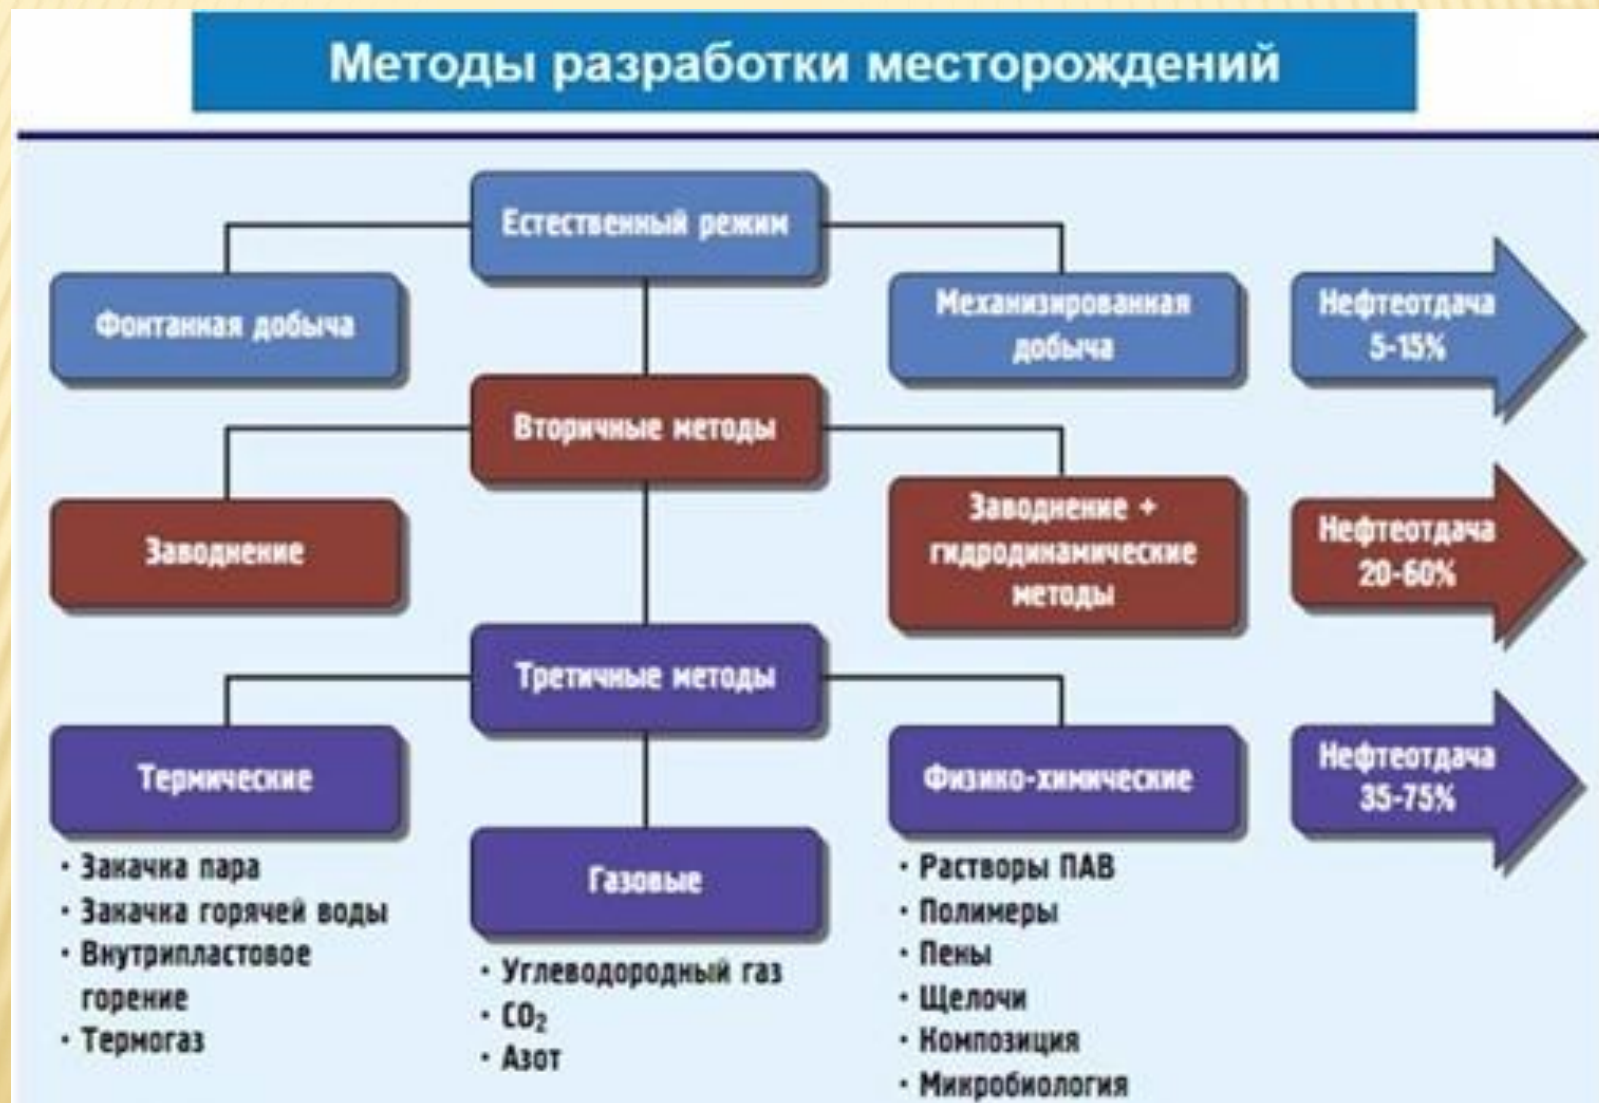 Методы разработки месторождений
Естественный режим
Фонтанная добыча
Механизированная
добыча
Нефтеотдача
5-15%
Вторичные методы
Заводнение
Заводнение +
гидродинамические
методы
Нефтеотдача
20-60%
Третичные методы
Термические
Физико-химические
Нефтеотдача
35-75%
· Закачка пара
· Закачка горячей воды
· Внутрипластовое
горение
· Термогаз
Газовые
· Углеводородный газ
· CO₂
· Азот
· Растворы ПАВ
· Полимеры
· Пены
· Щелочи
· Композиция
· Микробиология